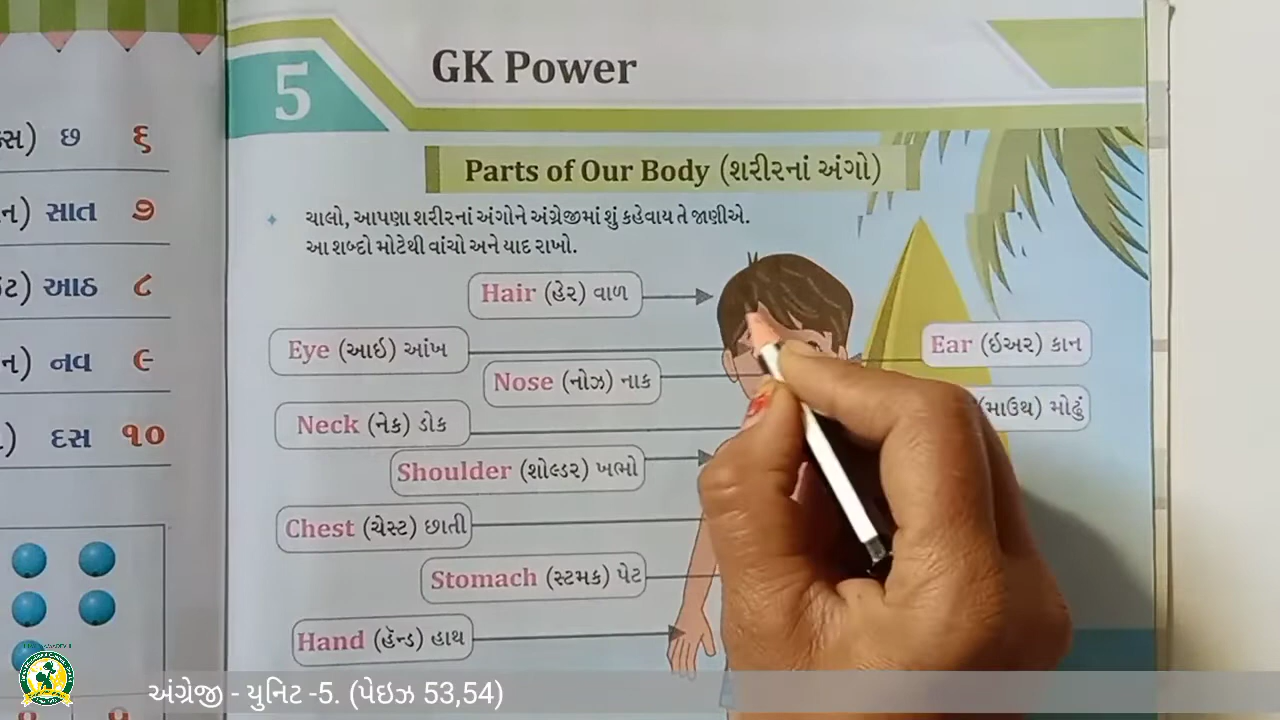 સ) છ ૬
ન) સાત ૭
ઇટ) આઠ ૮
ન) નવ ૯
) દસ ૧૦
5
GK Power
Parts of Our Body (શરીરનાં અંગો)
ચાલો, આપણા શરીરનાં અંગોને અંગ્રેજીમાં શું કહેવાય તે જાણીએ.
આ શબ્દો મોટેથી વાંચો અને યાદ રાખો.
Hair (હેર) વાળ
Eye (આઇ) આંખ
Ear (ઈઅર) કાન
Nose (નોઝ) નાક
(માઉથ) મોઢું
Neck (નેક) ડોક
Shoulder (શોલ્ડર) ખભો
Chest (ચેસ્ટ) છાતી
Stomach (સ્ટમક) પેટ
Hand (હૅન્ડ) હાથ
અંગ્રેજી - યુનિટ -5. (પેઇઝ 53,54)